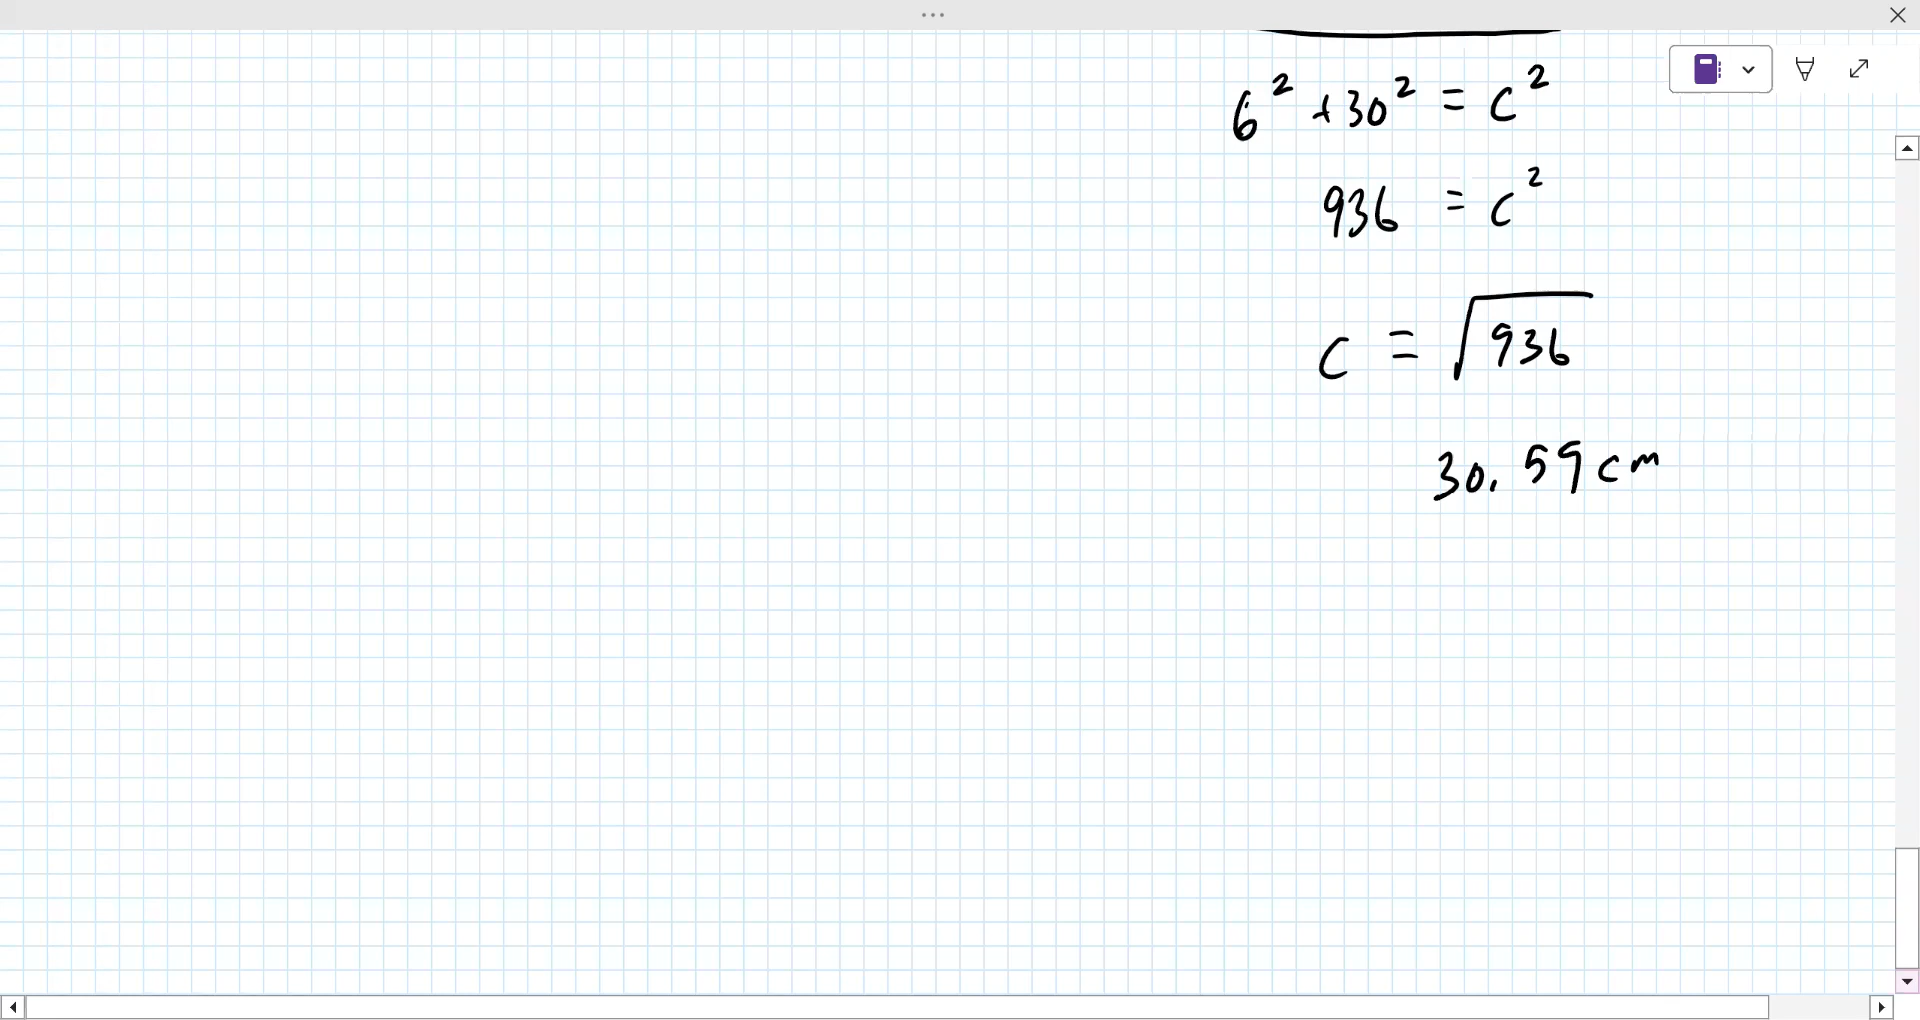 6² + 30² = c²
936 = c²
c = √936
30.59 cm